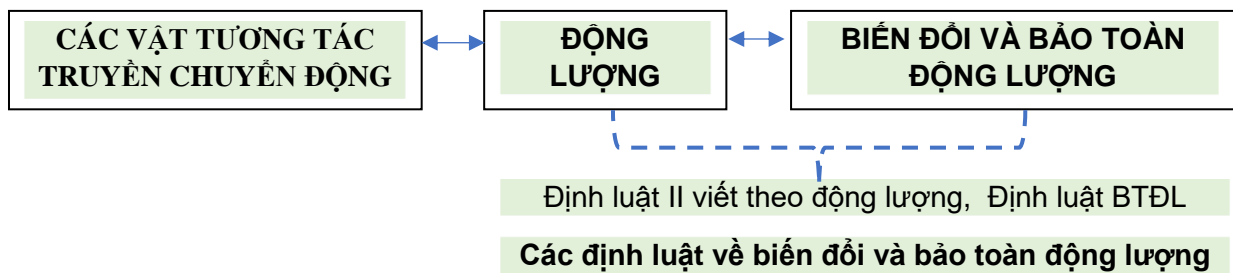 CÁC VẬT TƯƠNG TÁC
TRUYỀN CHUYỂN ĐỘNG
ĐỘNG
LƯỢNG
BIẾN ĐỔI VÀ BẢO TOÀN
ĐỘNG LƯỢNG
Định luật II viết theo động lượng, Định luật BTĐL
Các định luật về biến đổi và bảo toàn động lượng